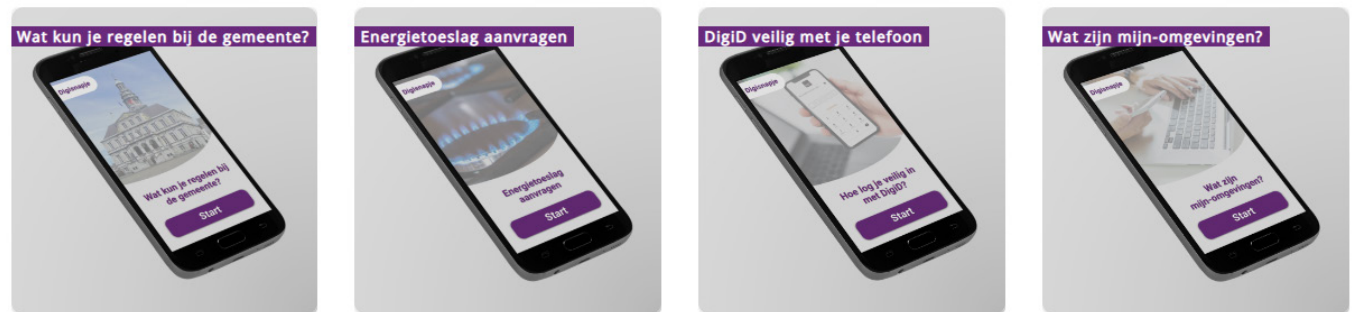 Wat kun je regelen bij de gemeente?
Digisnapje
Wat kun je regelen bij
de gemeente?
Start
Energietoeslag aanvragen
Digisnapje
Energietoeslag
aanvragen
Start
DigiD veilig met je telefoon
Digisnapje
Hoe log je veilig in
met DigiD?
Start
Wat zijn mijn-omgevingen?
Digisnapje
Wat zijn
mijn-omgevingen?
Start